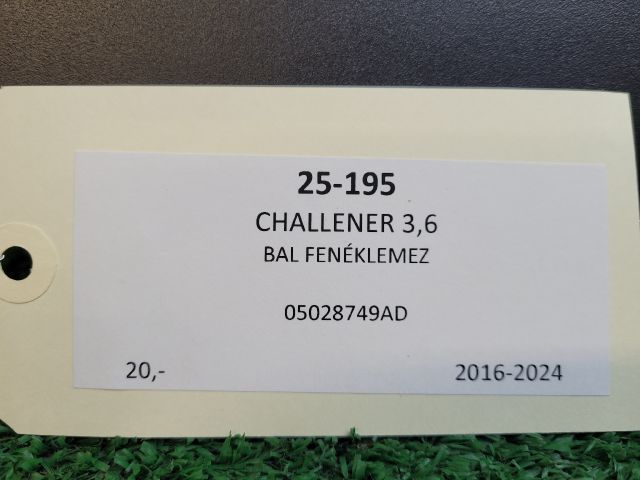 25-195
CHALLENER 3,6
BAL FENÉKLEMEZ
05028749AD
20,- 2016-2024